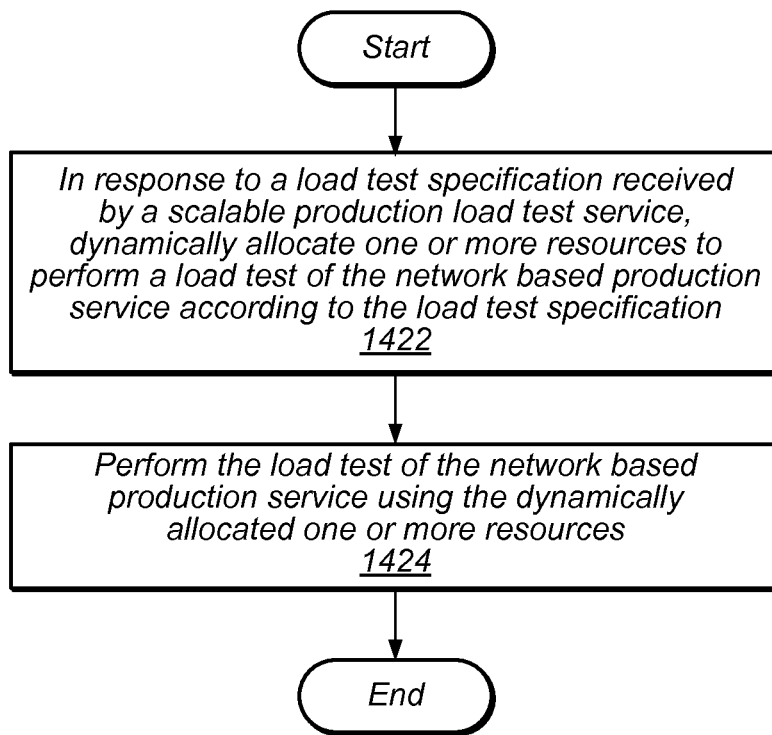 Start
In response to a load test specification received
by a scalable production load test service,
dynamically allocate one or more resources to
perform a load test of the network based production
service according to the load test specification
1422
Perform the load test of the network based
production service using the dynamically
allocated one or more resources
1424
End